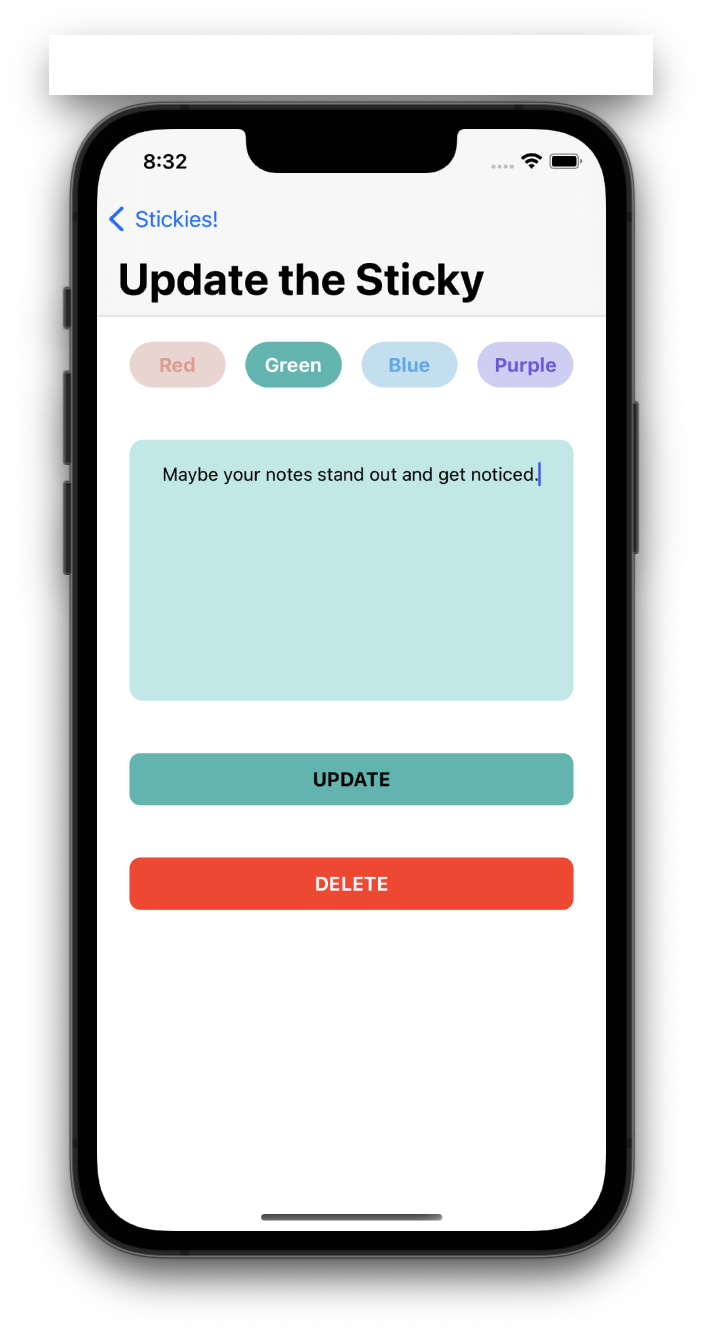 8:32
Stickies!
Update the Sticky
Red Green Blue Purple
Maybe your notes stand out and get noticed.
UPDATE
DELETE